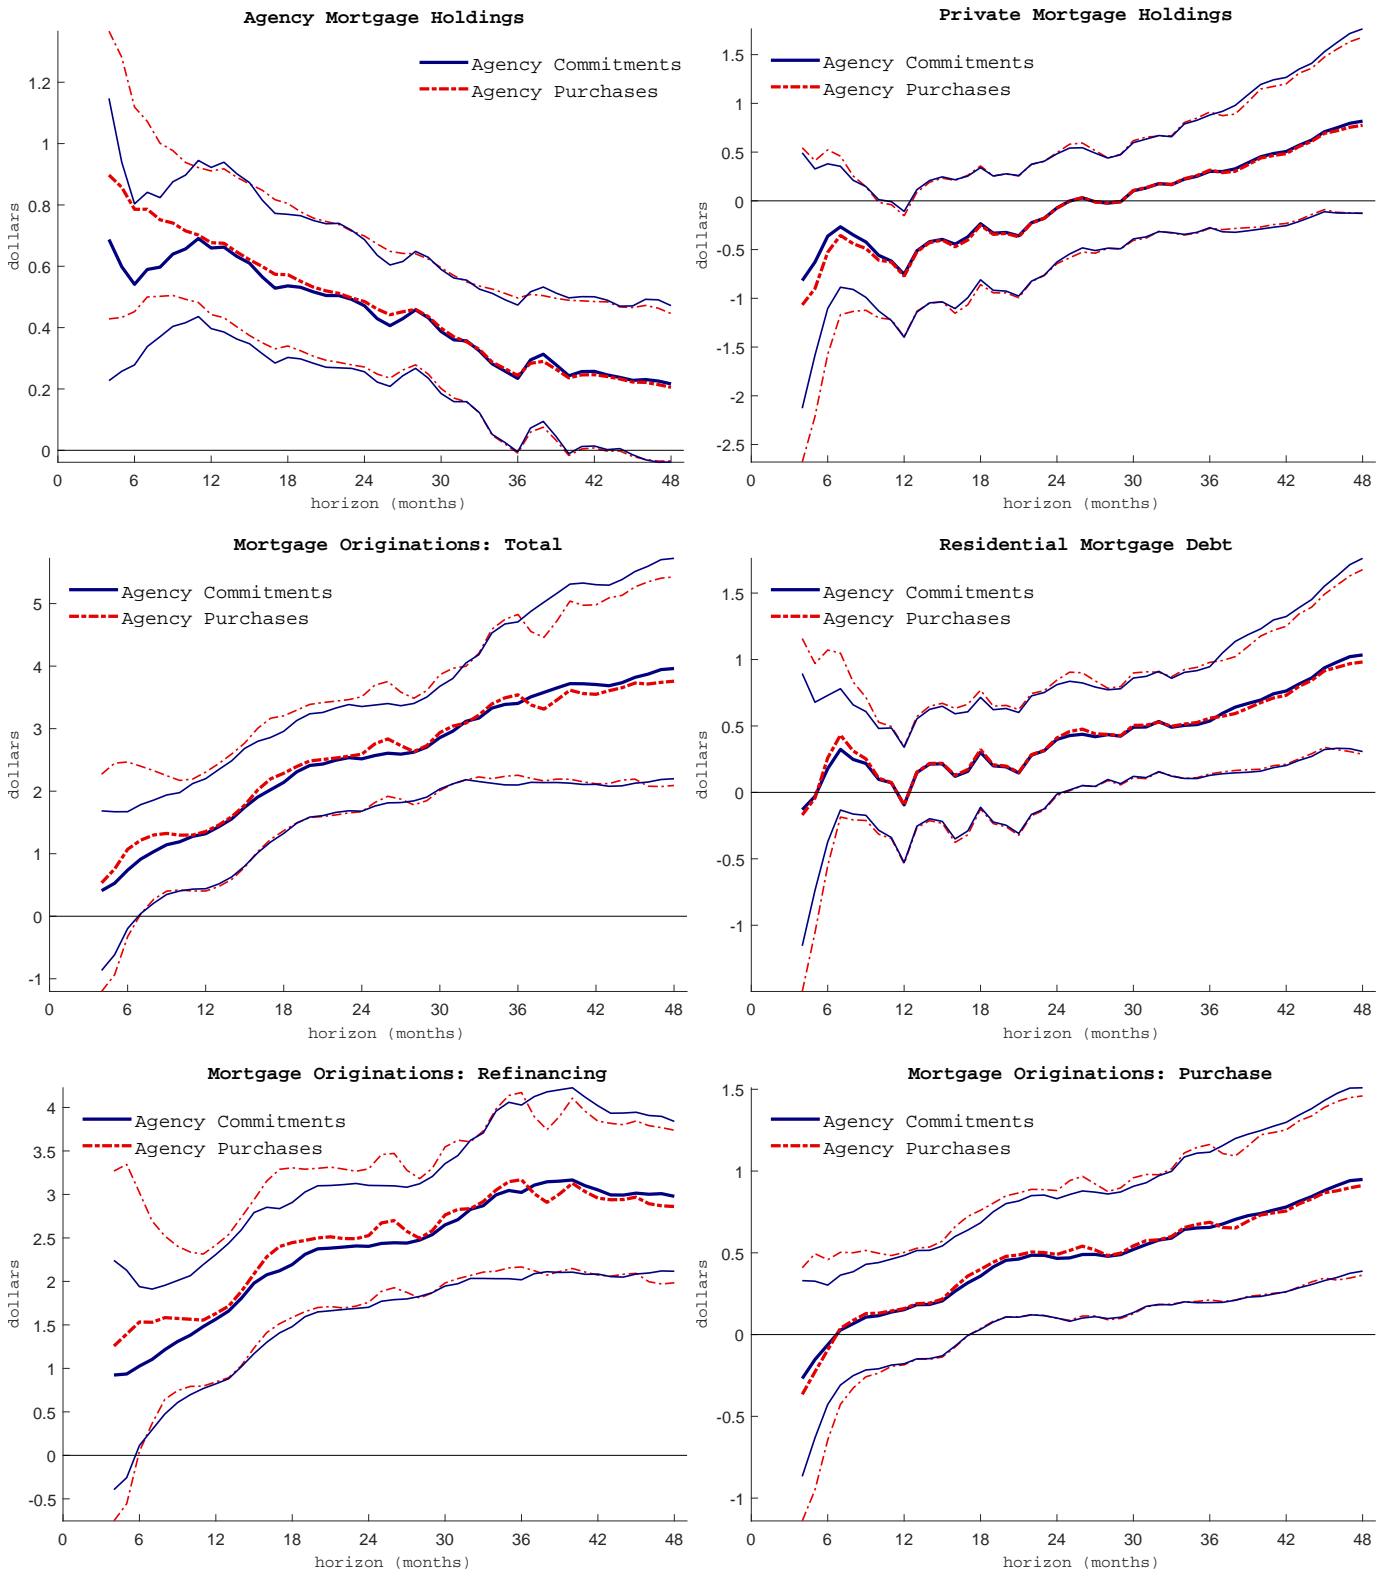 Agency Mortgage Holdings
Agency Commitments
Agency Purchases
dollars
1.2
1
0.8
0.6
0.4
0.2
0
0 6 12 18 24 30 36 42 48
horizon (months)
Private Mortgage Holdings
Agency Commitments
Agency Purchases
dollars
1.5
1
0.5
0
-0.5
-1
-1.5
-2
-2.5
0 6 12 18 24 30 36 42 48
horizon (months)
Mortgage Originations: Total
Agency Commitments
Agency Purchases
dollars
5
4
3
2
1
0
-1
0 6 12 18 24 30 36 42 48
horizon (months)
Residential Mortgage Debt
Agency Commitments
Agency Purchases
dollars
1.5
1
0.5
0
-0.5
-1
0 6 12 18 24 30 36 42 48
horizon (months)
Mortgage Originations: Refinancing
Agency Commitments
Agency Purchases
dollars
4
3.5
3
2.5
2
1.5
1
0.5
0
-0.5
0 6 12 18 24 30 36 42 48
horizon (months)
Mortgage Originations: Purchase
Agency Commitments
Agency Purchases
dollars
1.5
1
0.5
0
-0.5
-1
0 6 12 18 24 30 36 42 48
horizon (months)